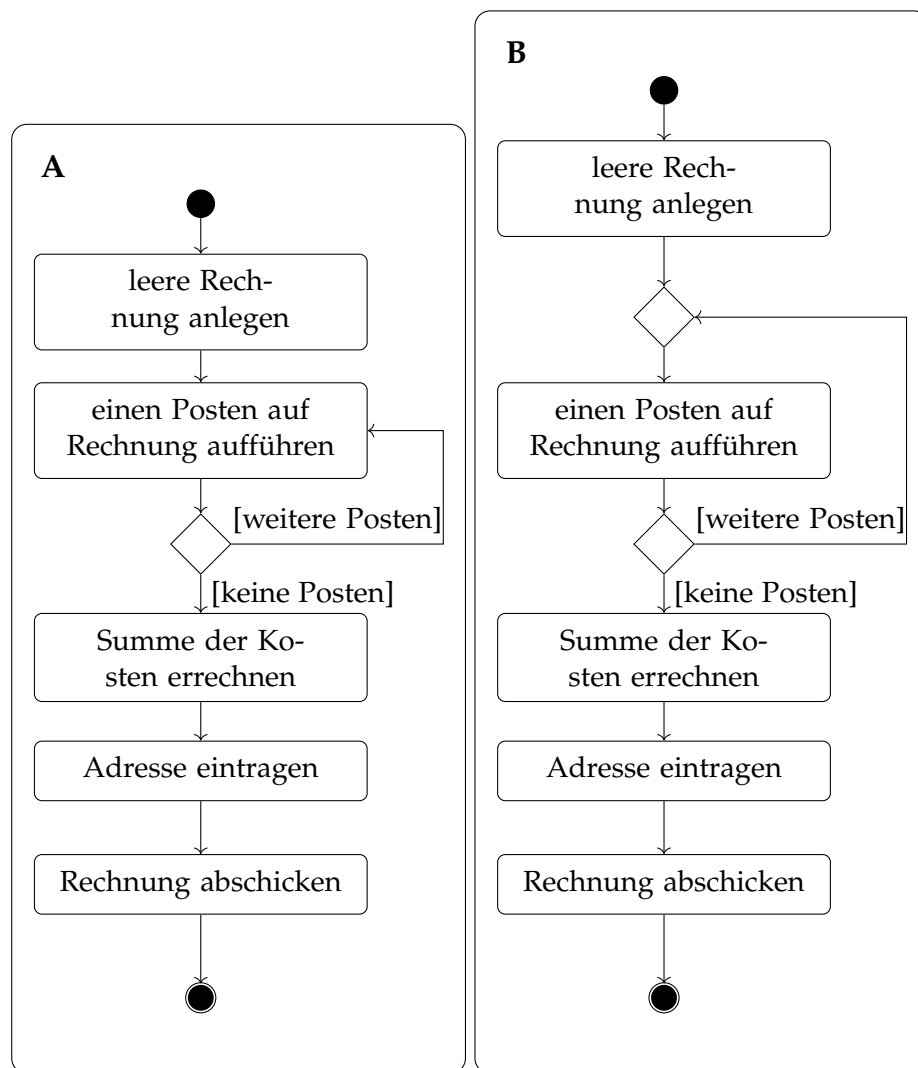 A
leere Rech-
nung anlegen
einen Posten auf
Rechnung aufführen
[weitere Posten]
[keine Posten]
Summe der Ko-
sten errechnen
Adresse eintragen
Rechnung abschicken
B
leere Rech-
nung anlegen
einen Posten auf
Rechnung aufführen
[weitere Posten]
[keine Posten]
Summe der Ko-
sten errechnen
Adresse eintragen
Rechnung abschicken